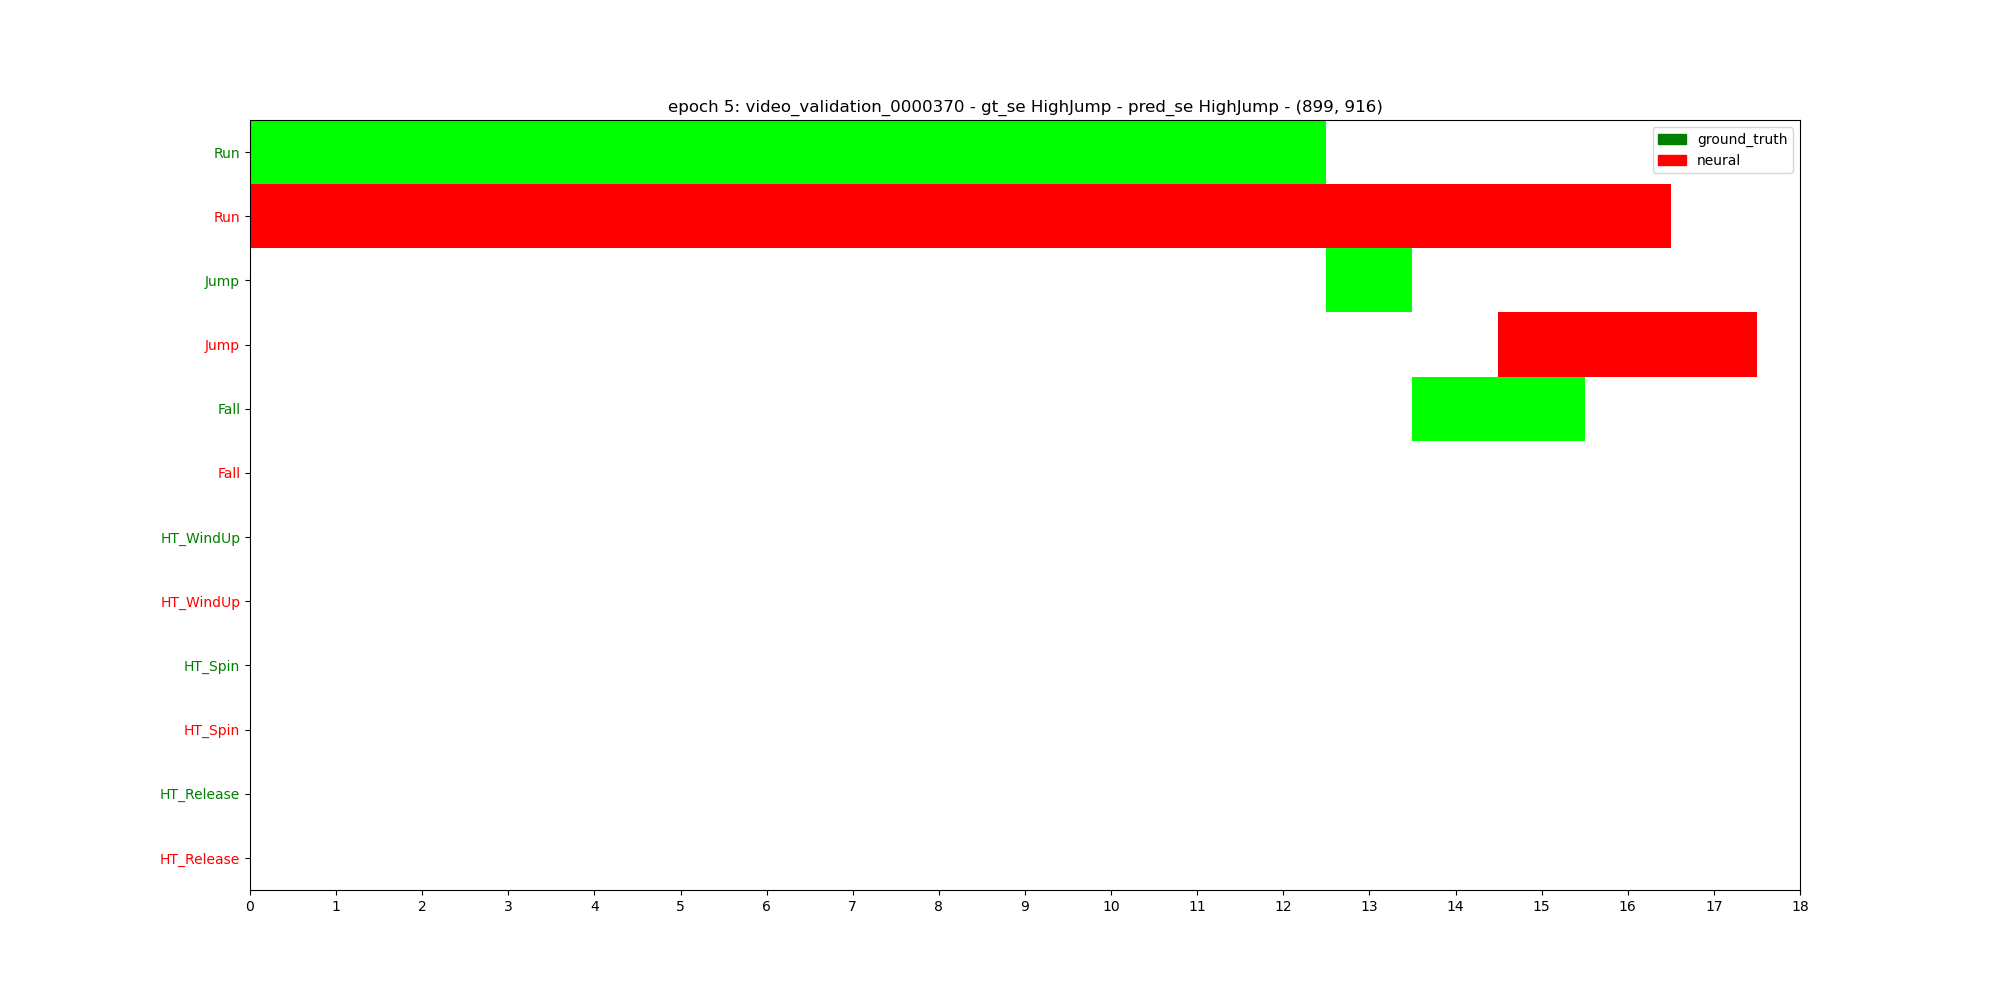 epoch 5: video_validation_0000370 - gt_se HighJump - pred_se HighJump - (899, 916)
ground_truth
neural
Run
Run
Jump
Jump
Fall
Fall
HT_WindUp
HT_WindUp
HT_Spin
HT_Spin
HT_Release
HT_Release
0 1 2 3 4 5 6 7 8 9 10 11 12 13 14 15 16 17 18